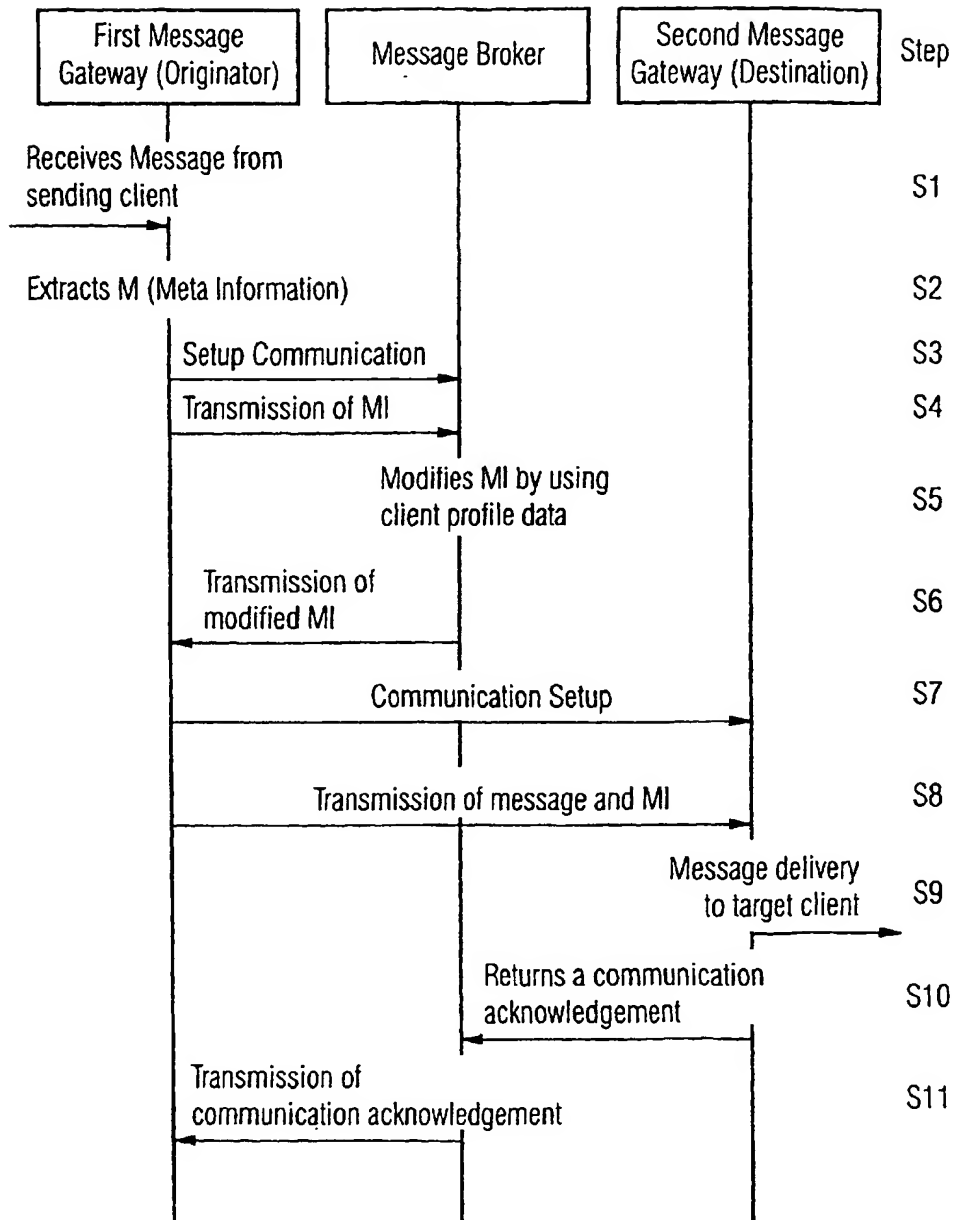 First Message
Gateway (Originator)
Message Broker
Second Message
Gateway (Destination)
Step
Receives Message from
sending client
S1
Extracts M (Meta Information)
S2
Setup Communication
S3
Transmission of MI
S4
Modifies MI by using
client profile data
S5
Transmission of
modified MI
S6
Communication Setup
S7
Transmission of message and MI
S8
Message delivery
to target client
S9
Returns a communication
acknowledgement
S10
Transmission of
communication acknowledgement
S11